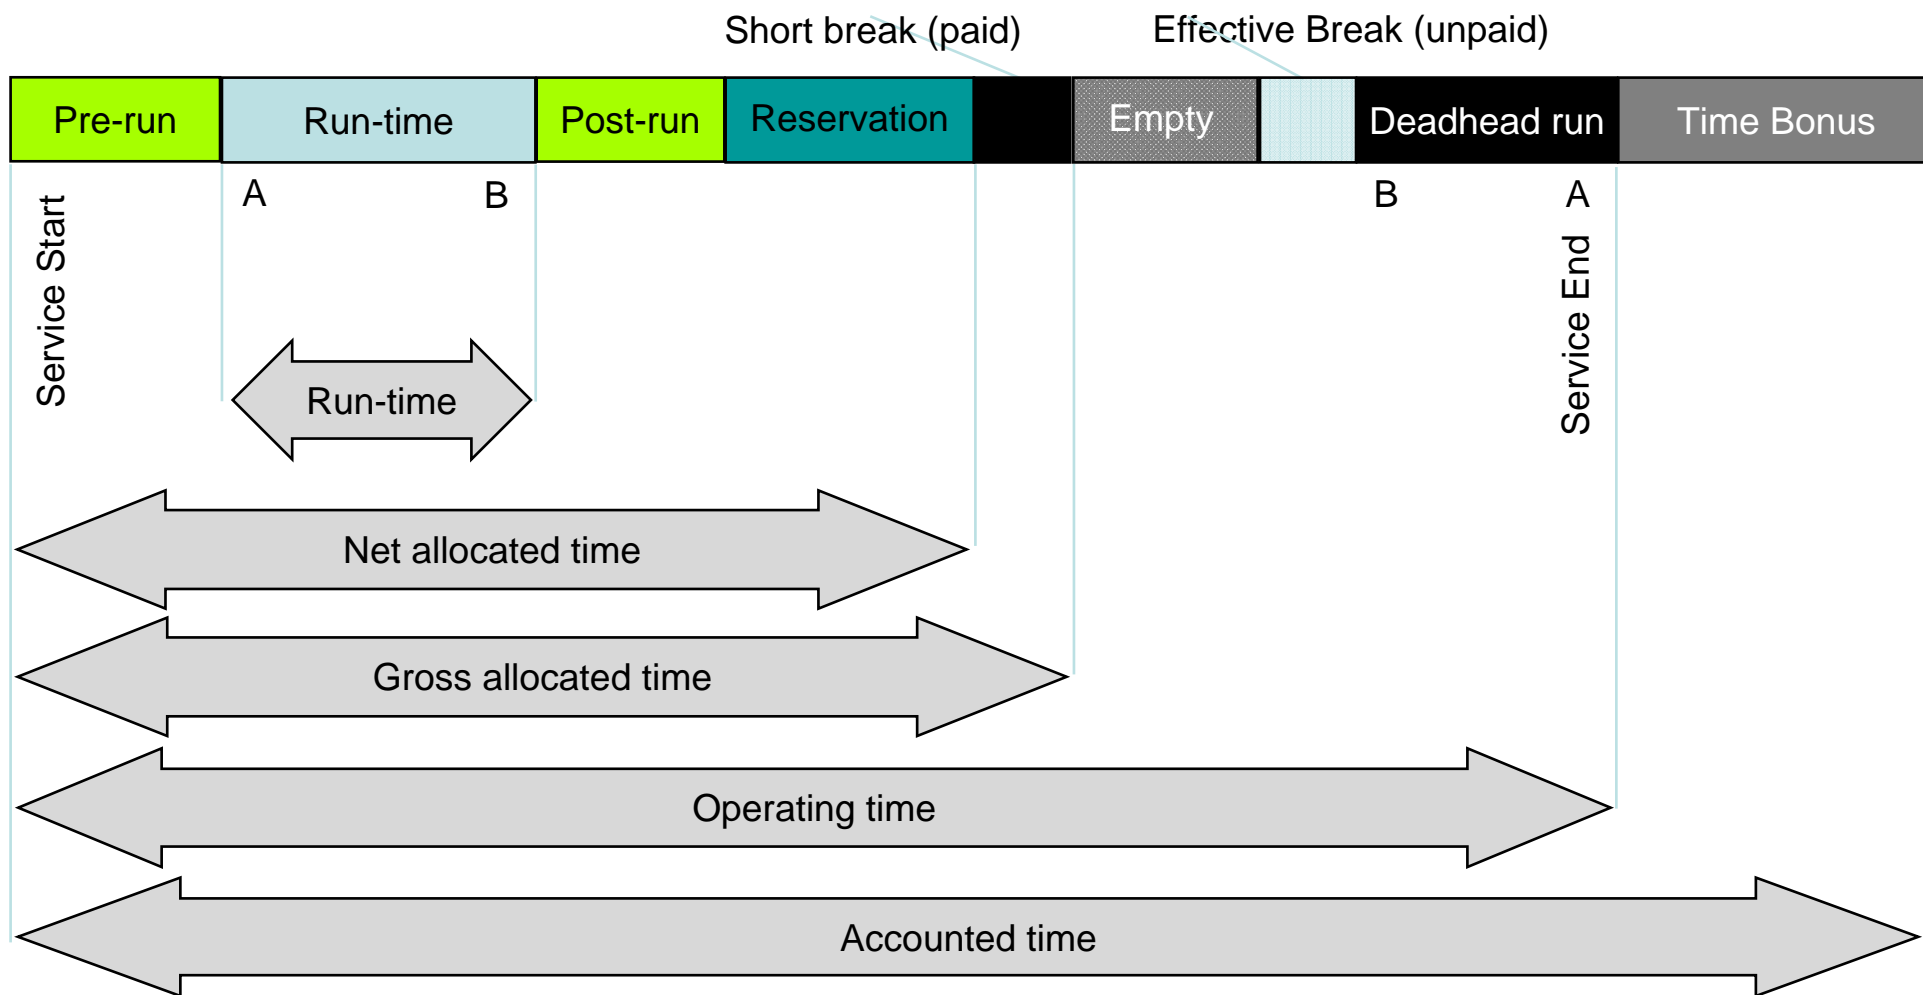 Short break (paid)
Effective Break (unpaid)
Pre-run
Run-time
Post-run
Reservation
Empty
Deadhead run
Time Bonus
A
B
B
A
Service Start
Service End
Run-time
Net allocated time
Gross allocated time
Operating time
Accounted time